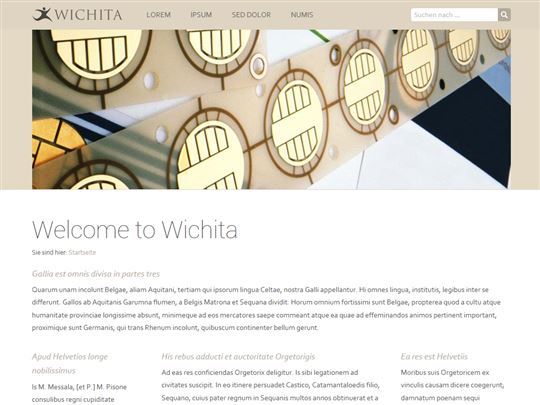 WICHITA LOREM IPSUM SED DOLOR NUMIS Suchen nach ...
Welcome to Wichita
Sie sind hier: Startseite
Gallia est omnis divisa in partes tres
Quarum unam incolunt Belgae, aliam Aquitani, tertiam qui ipsorum lingua Celtae, nostra Galli appellantur. Hi omnes lingua, institutis, legibus inter se
differunt. Gallos ab Aquitanis Garumna flumen, a Belgis Matrona et Sequana dividit. Horum omnium fortissimi sunt Belgae, propterea quod a cultu atque
humanitate provinciae longissime absunt, minimeque ad eos mercatores saepe commeant atque ea quae ad effeminandos animos pertinent important,
proximique sunt Germanis, qui trans Rhenum incolunt, quibuscum continenter bellum gerunt.
Apud Helvetios longe
nobilissimus
Is M. Messala, [et P.] M. Pisone
consulibus regni cupiditate
His rebus adducti et auctoritate Orgetorigis
Ad eas res conficiendas Orgetorix deligitur. Is sibi legationem ad
civitates suscipit. In eo itinere persuadet Castico, Catamantaloedis filio,
Sequano, cuius pater regnum in Sequanis multos annos obtinuerat et a
Ea res est Helvetiis
Moribus suis Orgetoricem ex
vinculis causam dicere coegerunt;
damnatum poenam sequi